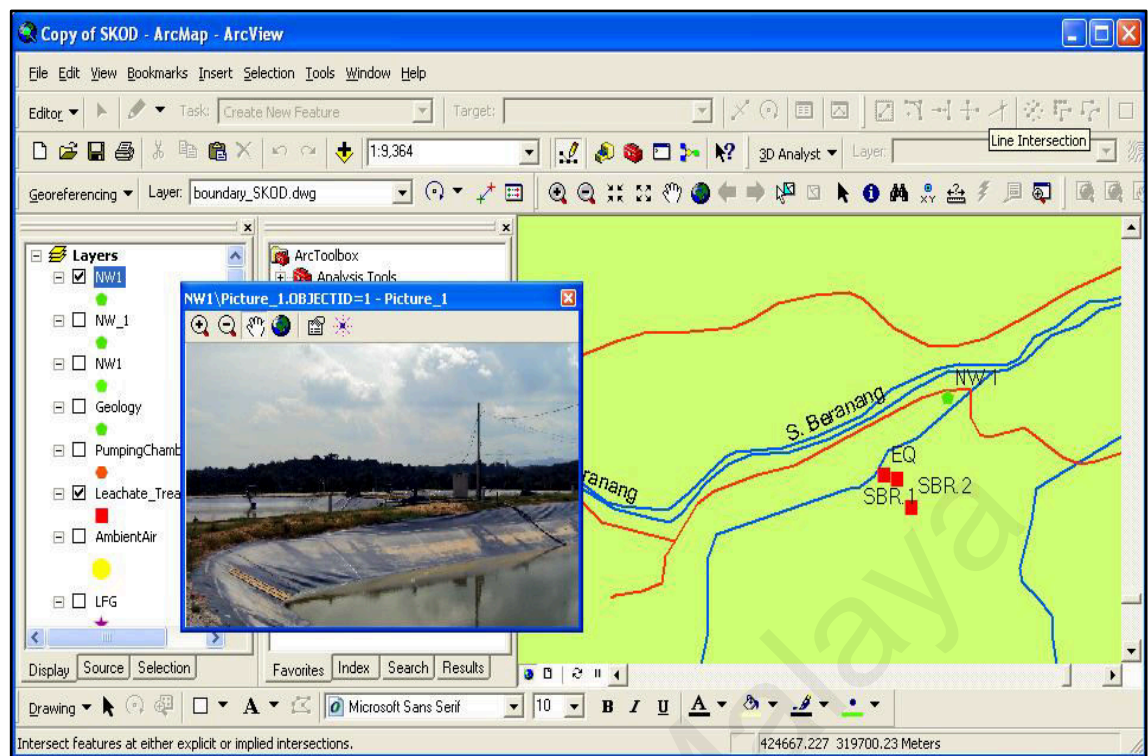 Copy of SKOD - ArcMap - ArcView
File Edit View Bookmarks Insert Selection Tools Window Help
Editor Task: Create New Feature Target:
Line Intersection
1:9,364 3D Analyst Layer:
Georeferencing Layer: boundary_SKOD.dwg
Layers
NW1
NW_1
NW1
Geology
PumpingChamb
Leachate_Trea
AmbientAir
LFG
ArcToolbox
Analysis Tools
NW1\Picture_1.OBJECTID=1 - Picture_1
NW 1
S. Beranang
ranang
EQ
SBR.1
SBR.2
Display Source Selection
Favorites Index Search Results
Drawing A Microsoft Sans Serif 10 B I U A
Intersect features at either explicit or implied intersections. 424667.227 319700.23 Meters
Malaya